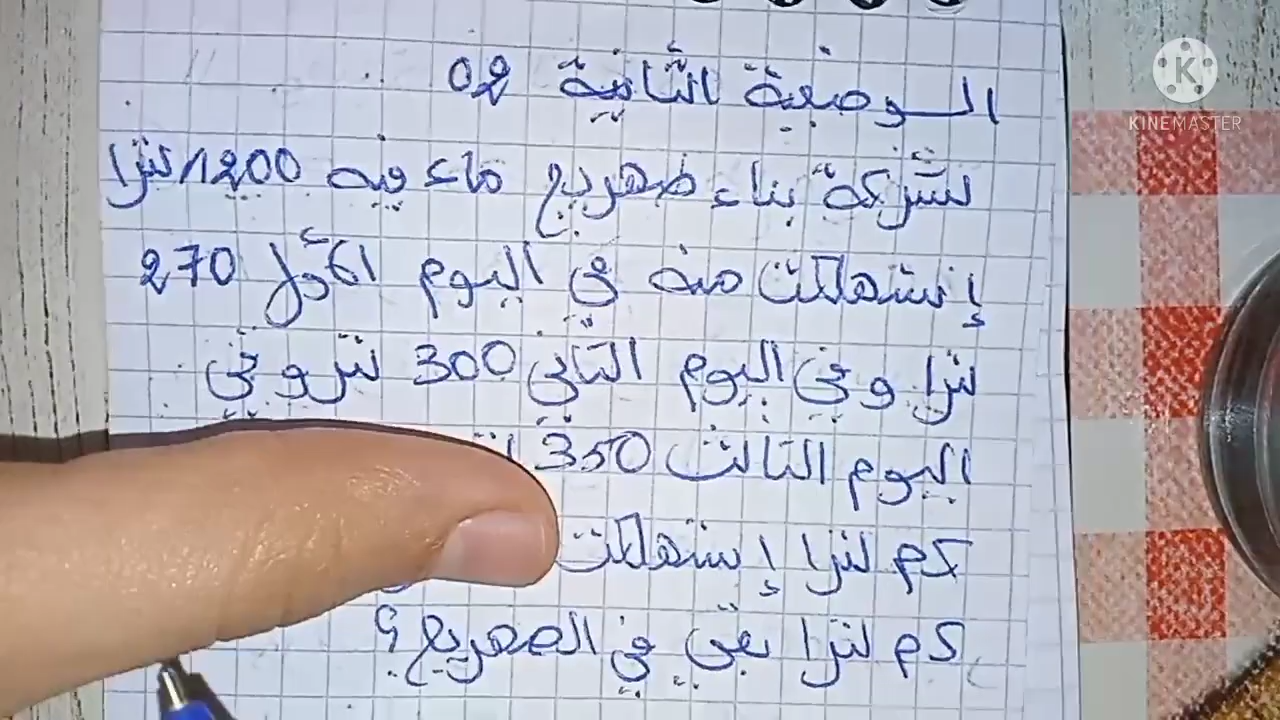 الوضعية الثانية 02
لشركة بناء صهريج ماء فيه 1200 لترا
إستهلكت منه في اليوم الأول 270
لترا وفي اليوم الثاني 300 لتر وفي
اليوم الثالث 350
كم لترا إستهلكت
كم لترا بقي في الصهريج؟
K
KINEMASTER